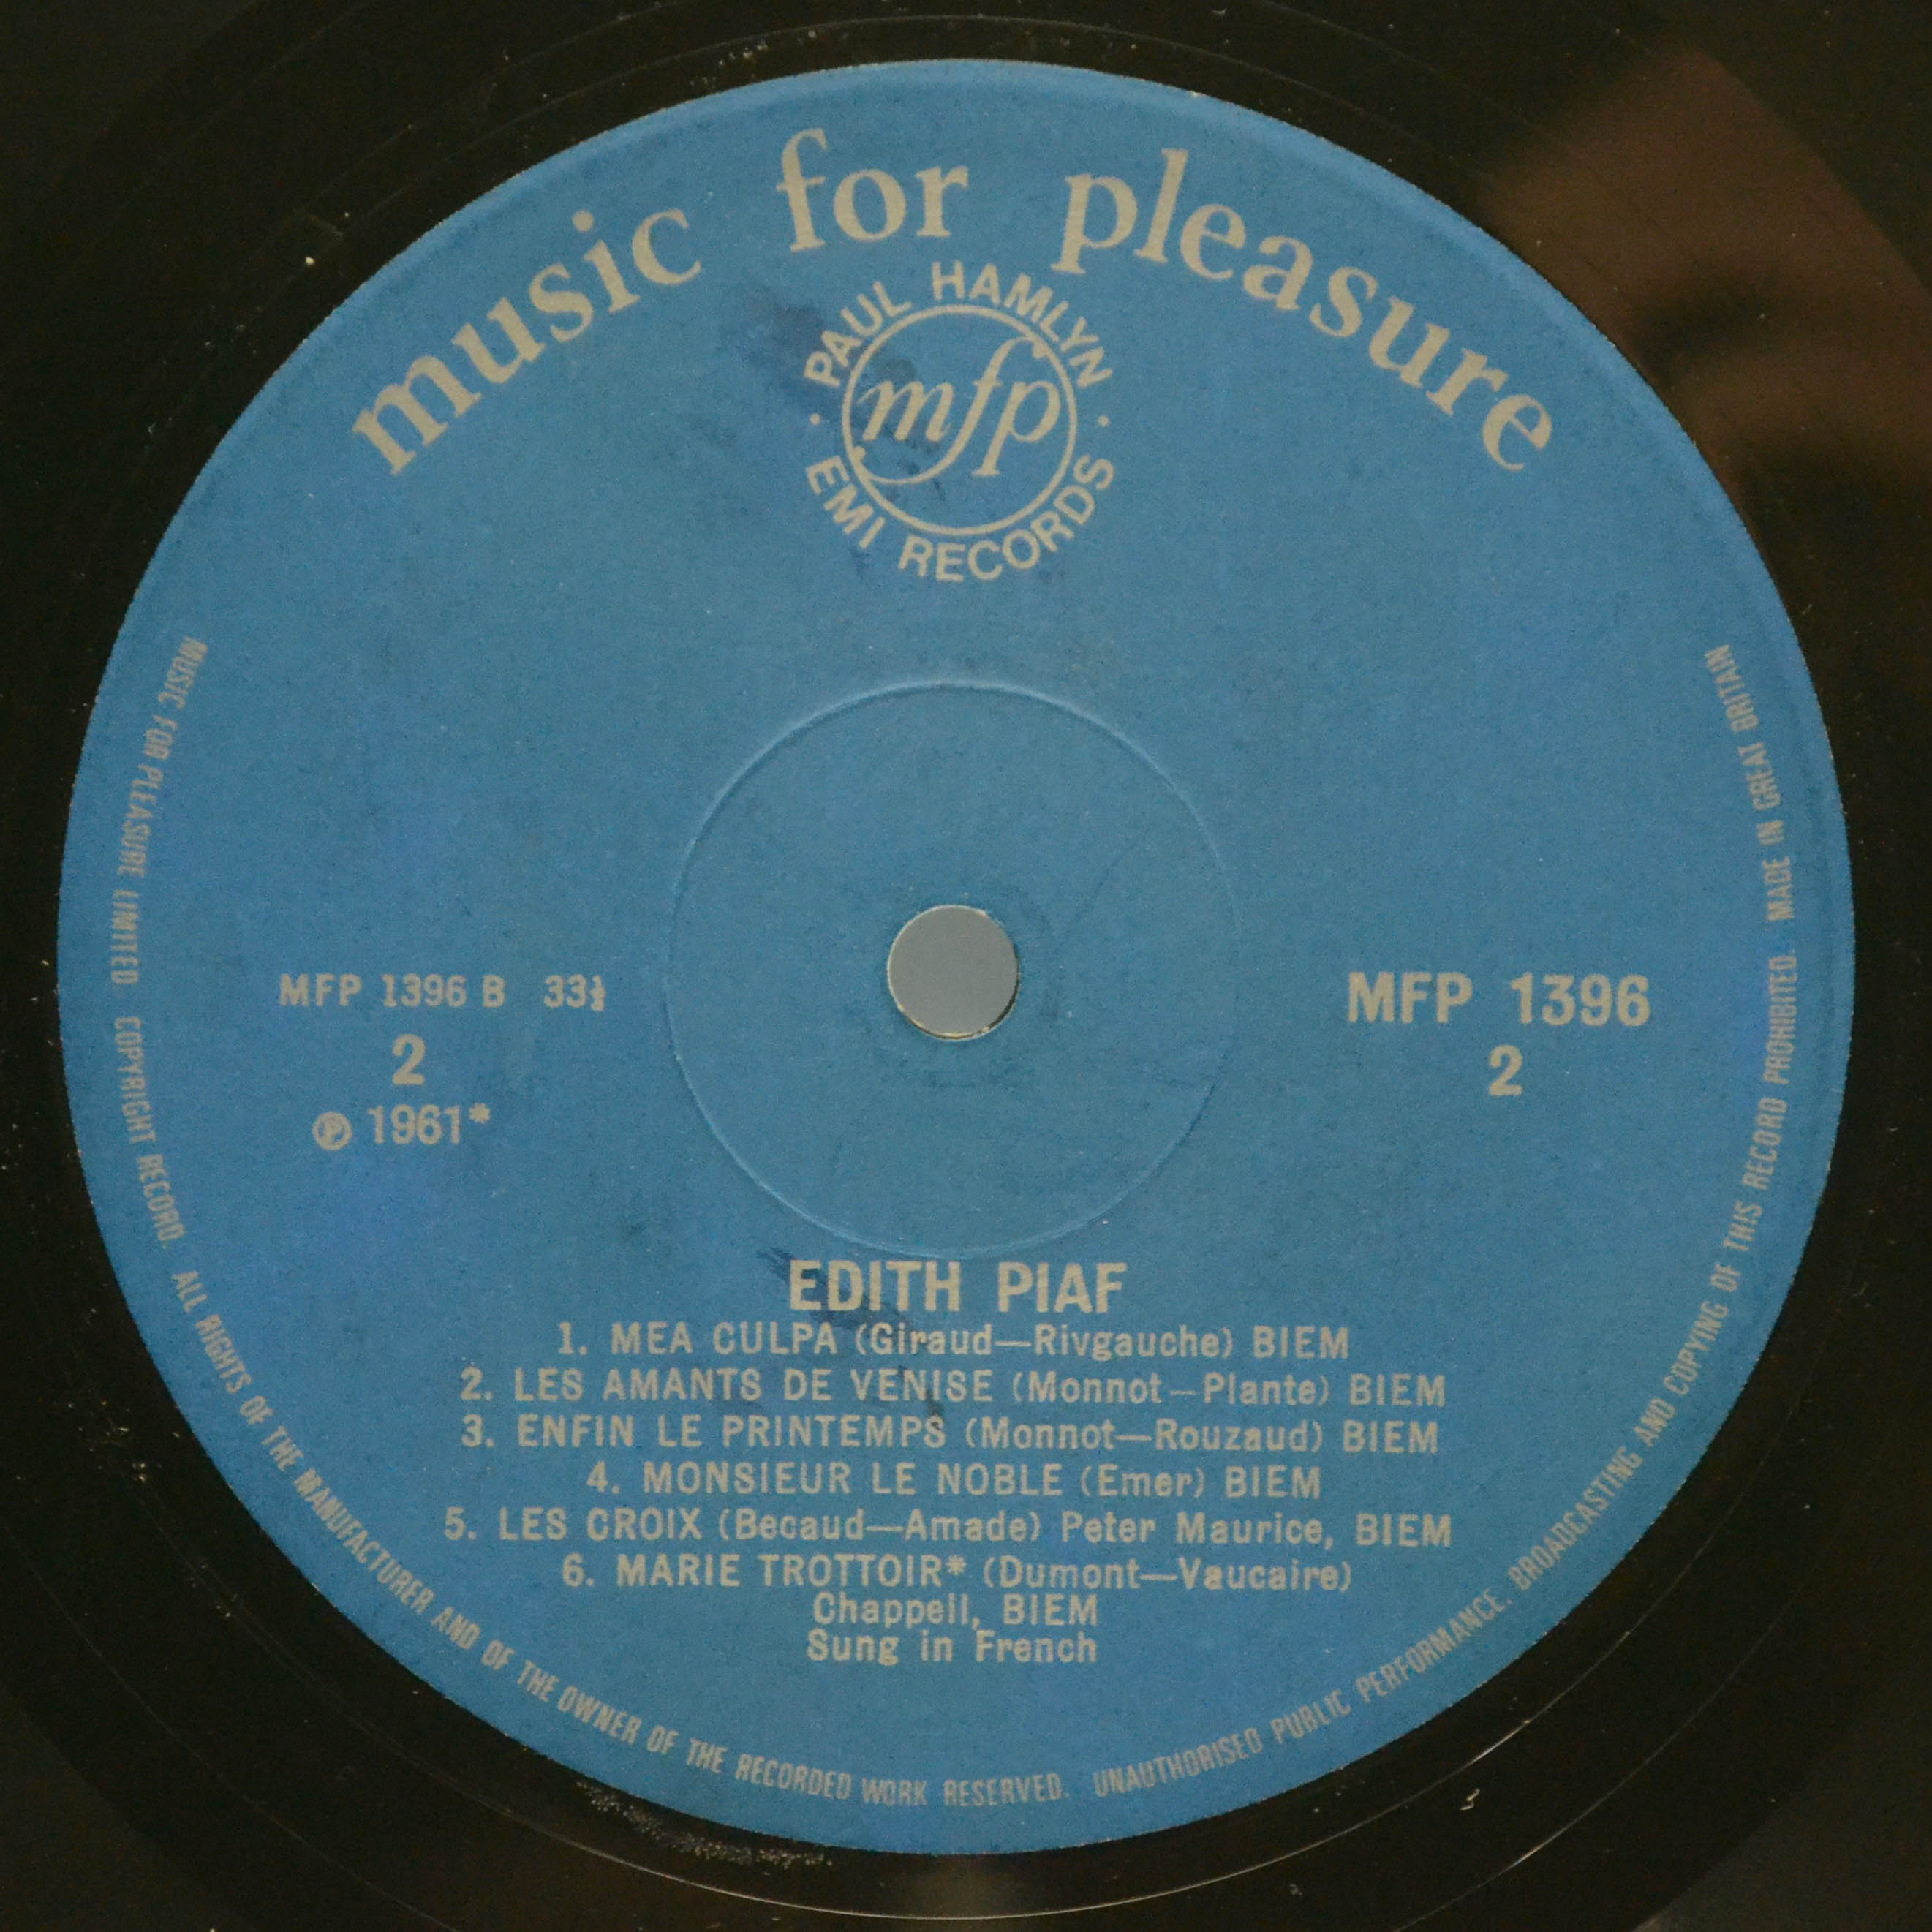 music for pleasure
PAUL HAMLYN
mfp
EMI RECORDS
MFP 1396 B 33⅓
2
℗ 1961*
MFP 1396
2
EDITH PIAF
1. MEA CULPA (Giraud—Rivgauche) BIEM
2. LES AMANTS DE VENISE (Monnot—Plante) BIEM
3. ENFIN LE PRINTEMPS (Monnot—Rouzaud) BIEM
4. MONSIEUR LE NOBLE (Emer) BIEM
5. LES CROIX (Becaud—Amade) Peter Maurice, BIEM
6. MARIE TROTTOIR* (Dumont—Vaucaire)
Chappell, BIEM
Sung in French
MUSIC FOR PLEASURE LIMITED COPYRIGHT RECORD. ALL RIGHTS OF THE MANUFACTURER AND OF THE OWNER OF THE RECORDED WORK RESERVED. UNAUTHORISED PUBLIC PERFORMANCE, BROADCASTING AND COPYING OF THIS RECORD PROHIBITED. MADE IN GREAT BRITAIN